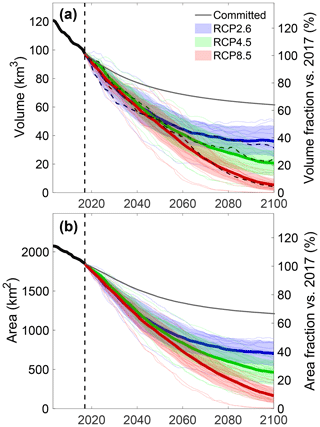 (a)
Committed
RCP2.6
RCP4.5
RCP8.5
Volume (km³)
120
100
80
60
40
20
0
Volume fraction vs. 2017 (%)
120
100
80
60
40
20
0
2020 2040 2060 2080 2100
(b)
Area (km²)
2000
1500
1000
500
0
Area fraction vs. 2017 (%)
120
100
80
60
40
20
0
2020 2040 2060 2080 2100